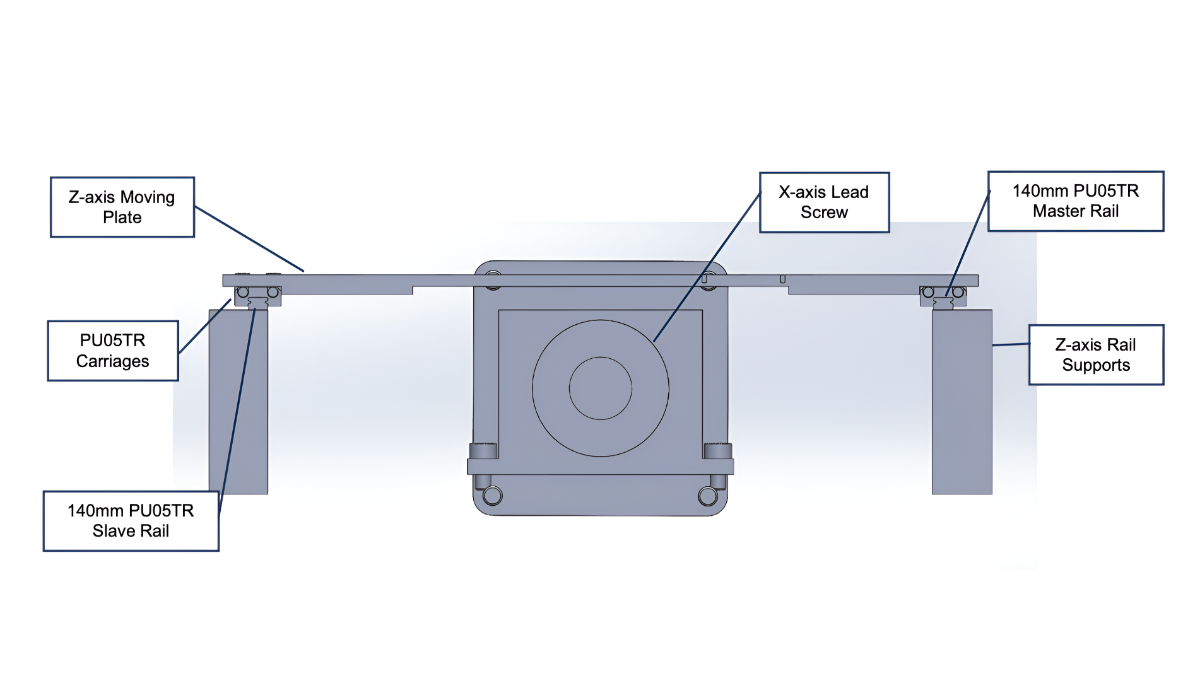 Z-axis Moving
Plate
X-axis Lead
Screw
140mm PU05TR
Master Rail
PU05TR
Carriages
Z-axis Rail
Supports
140mm PU05TR
Slave Rail